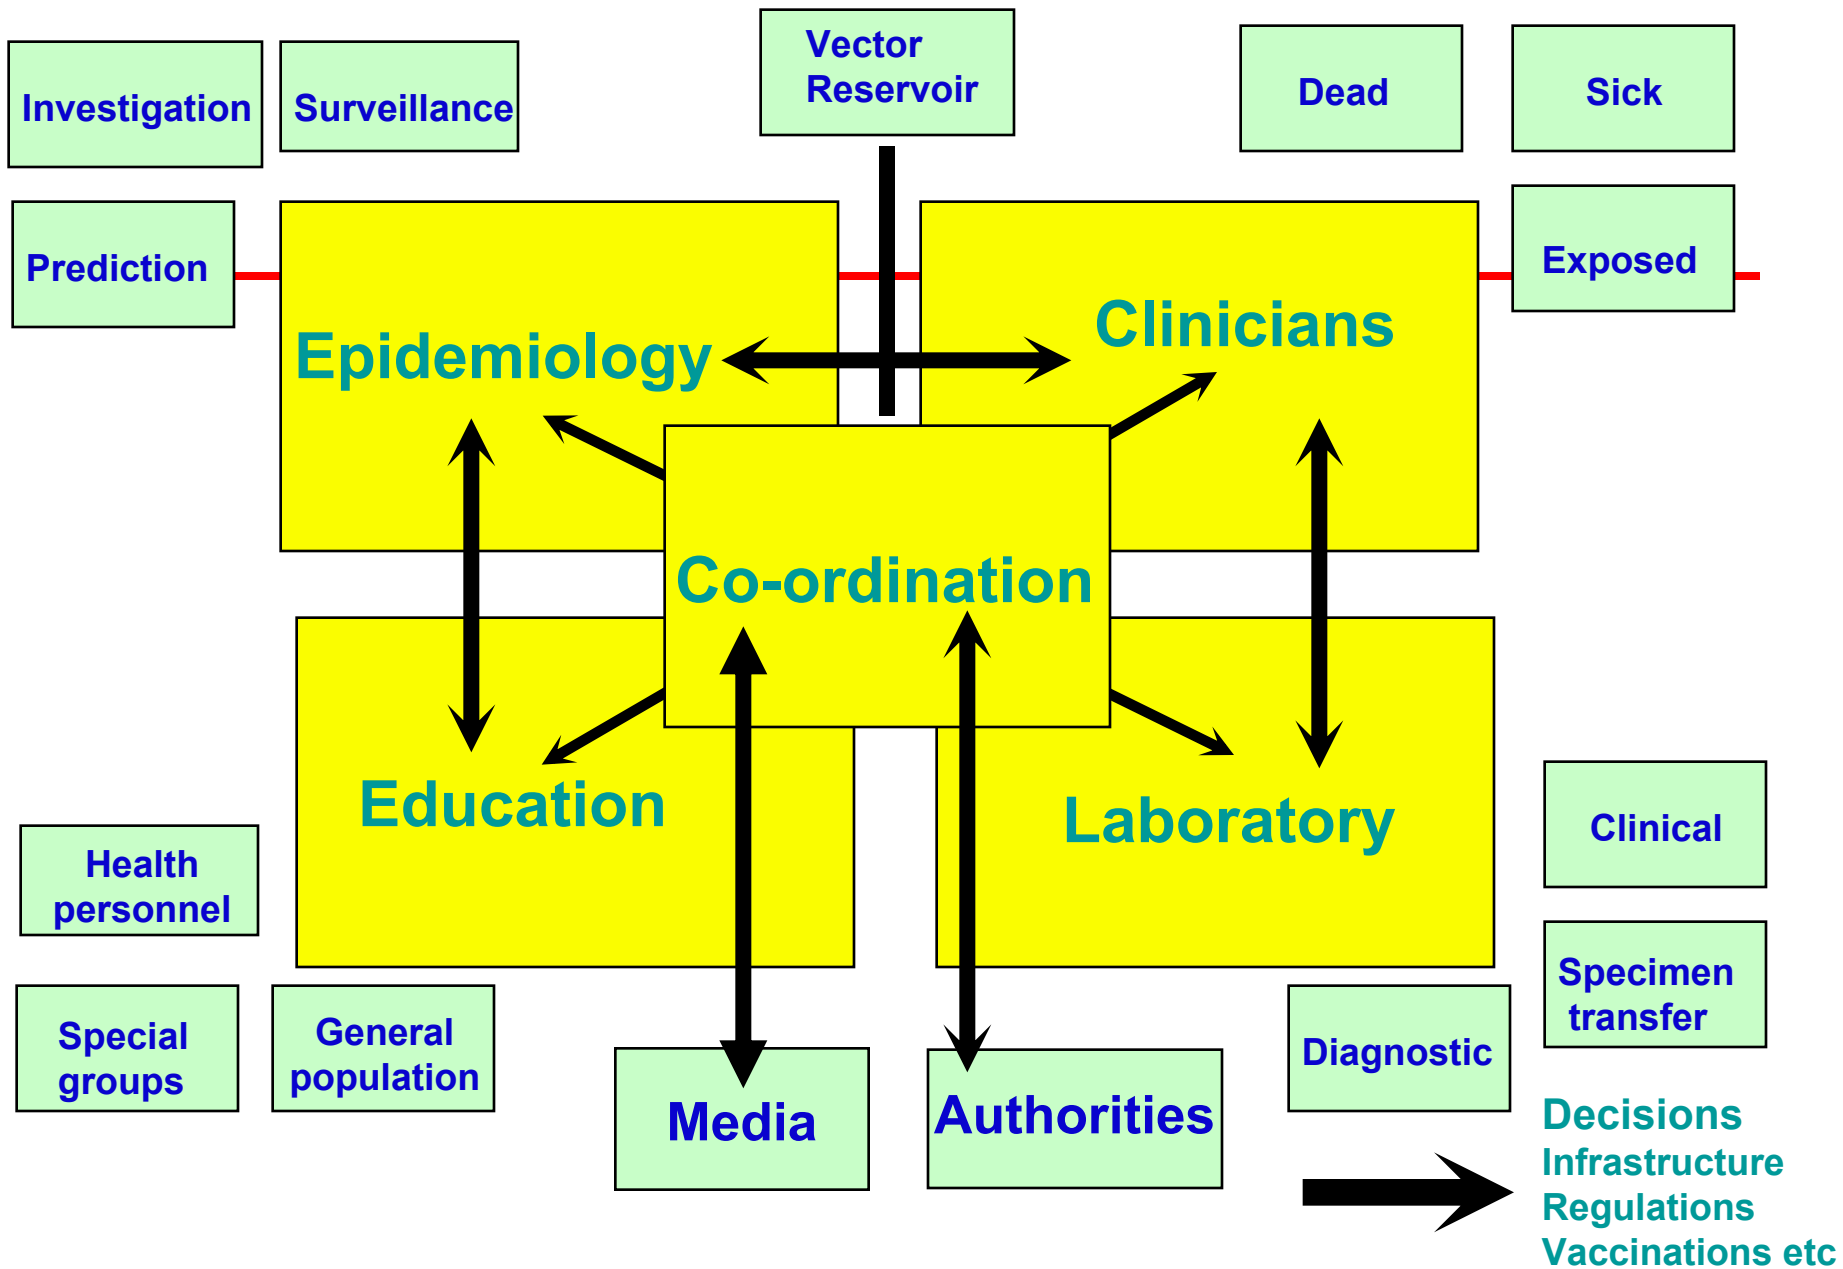 Vector
Reservoir
Investigation
Surveillance
Dead
Sick
Prediction
Exposed
Epidemiology
Clinicians
Co-ordination
Education
Laboratory
Health
personnel
Clinical
Special
groups
General
population
Specimen
transfer
Diagnostic
Media
Authorities
Decisions
Infrastructure
Regulations
Vaccinations etc